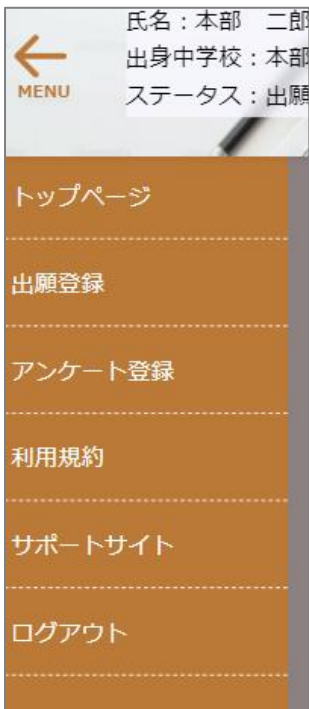 氏名：本部　二郎
出身中学校：本部
ステータス：出願
MENU
トップページ
出願登録
アンケート登録
利用規約
サポートサイト
ログアウト